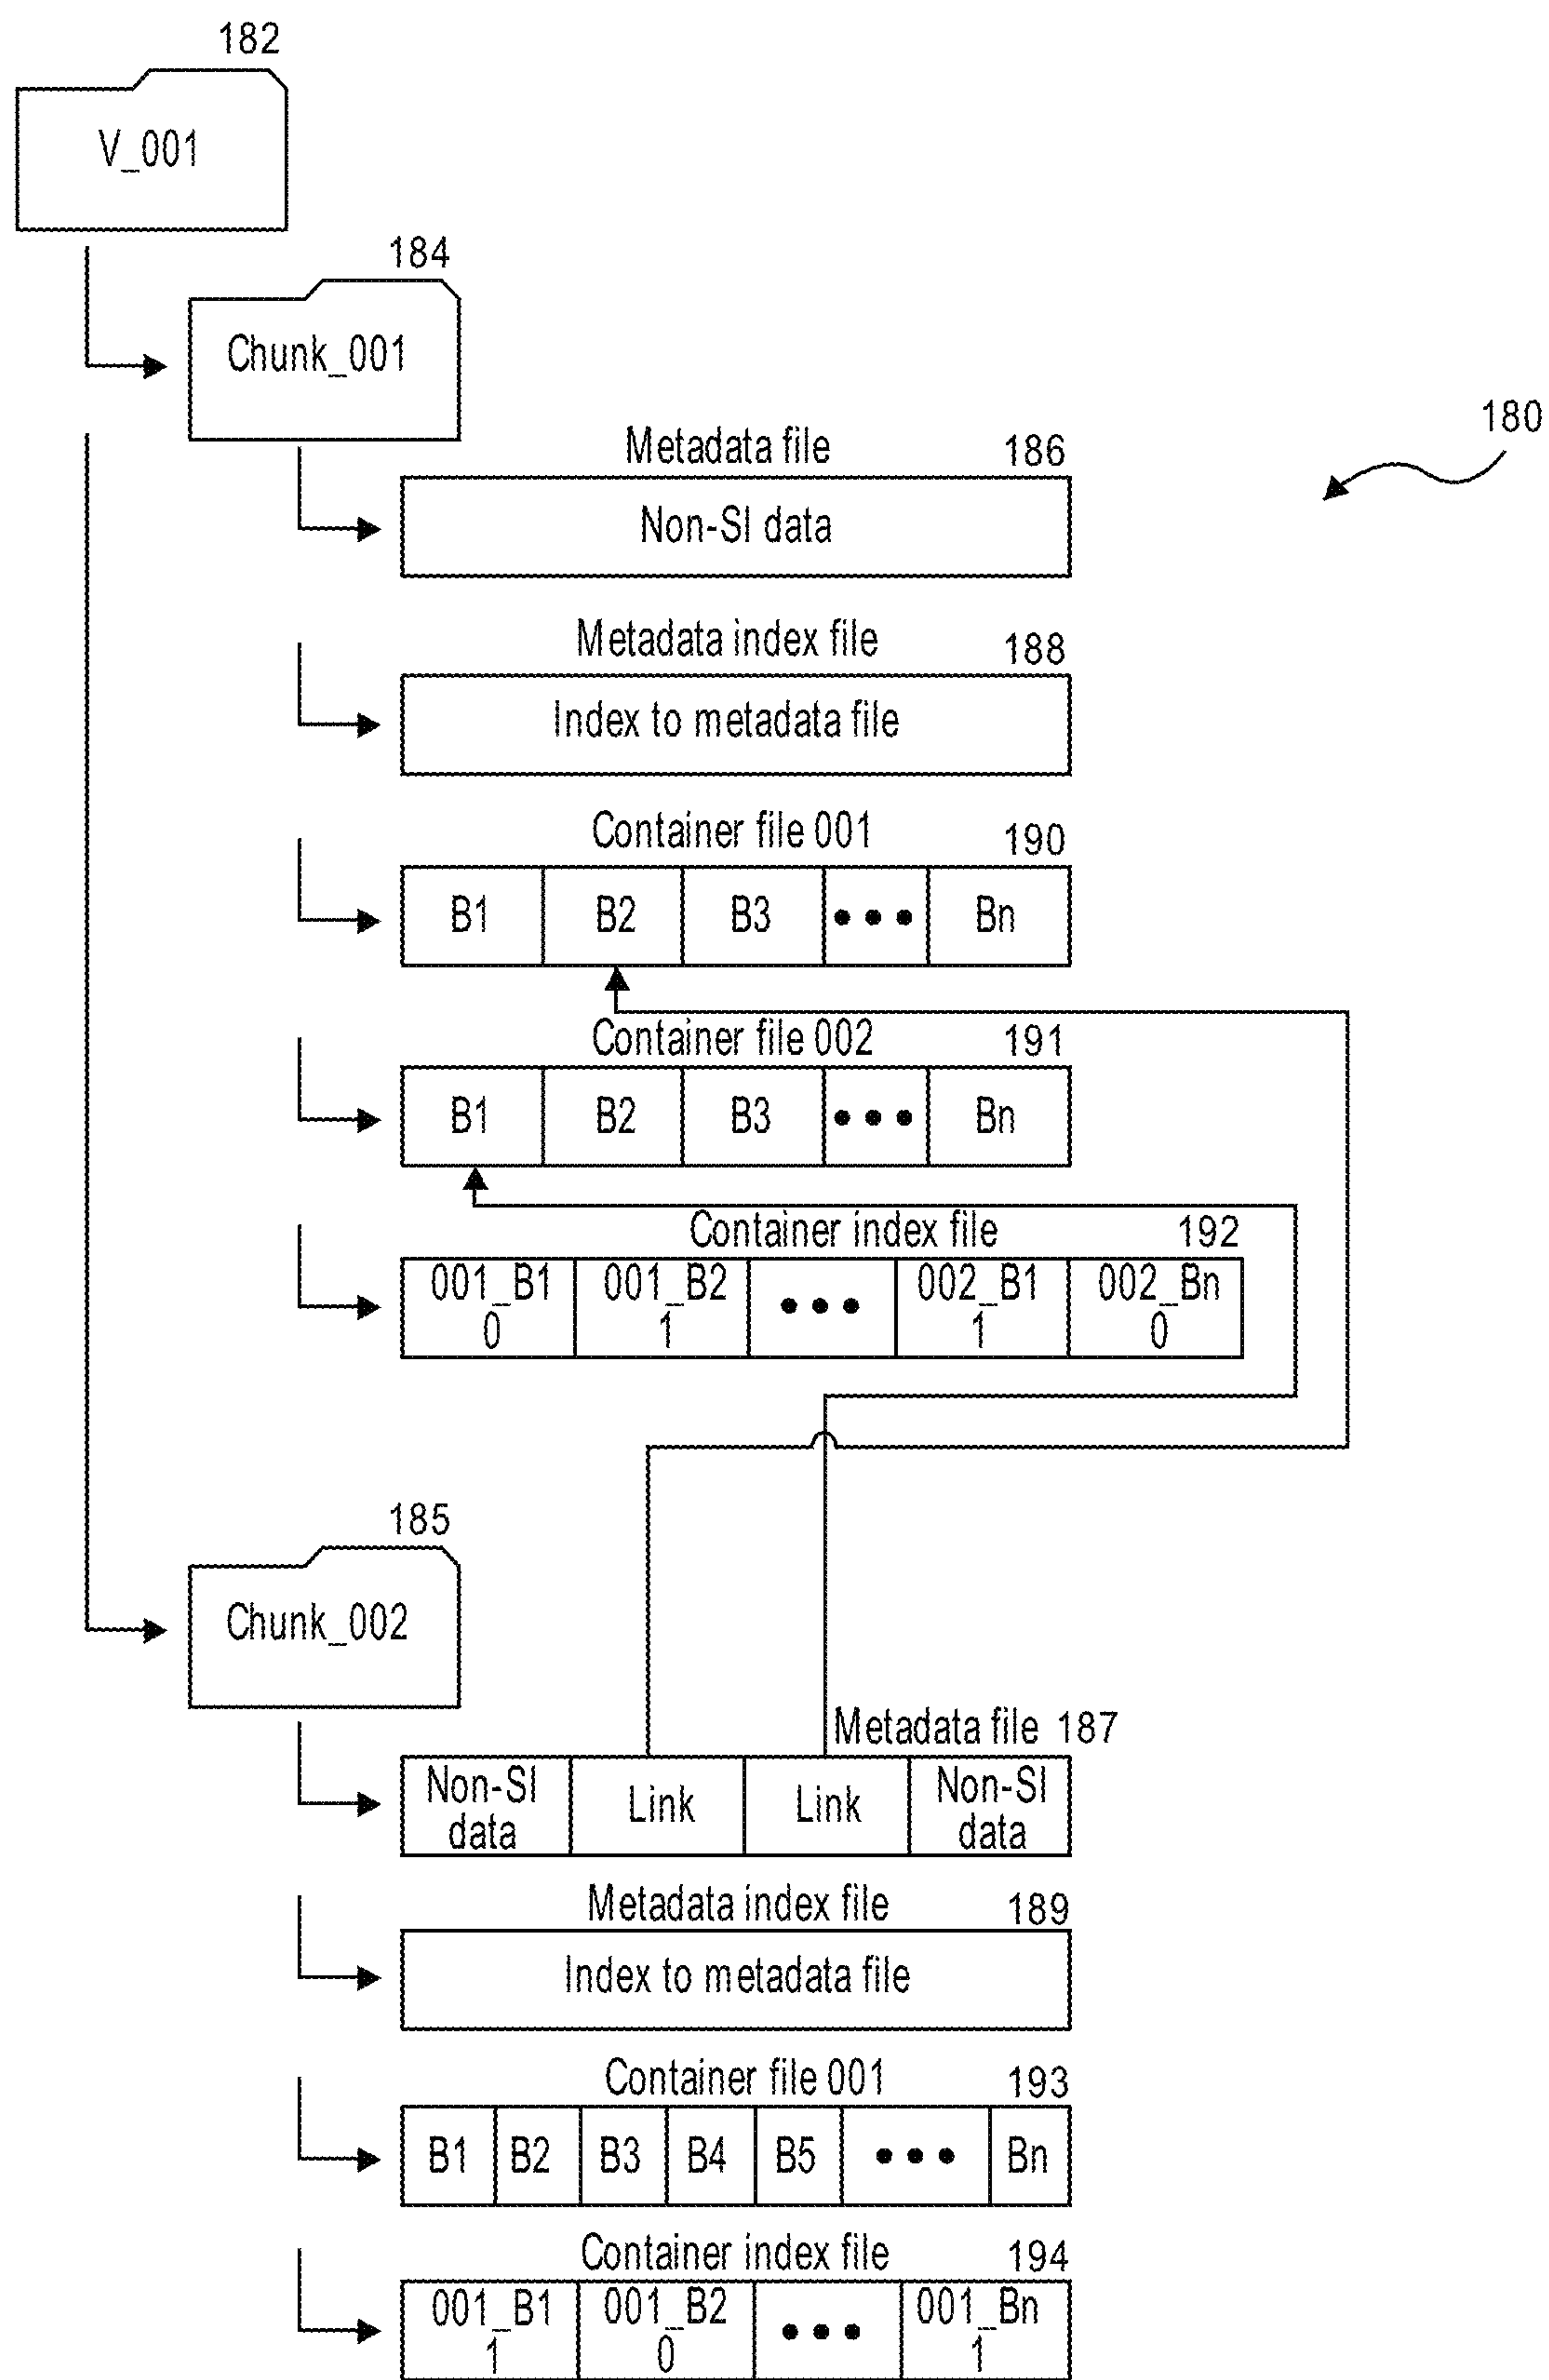 182
V_001
184
Chunk_001
180
Metadata file 186
Non-SI data
Metadata index file 188
Index to metadata file
Container file 001 190
B1 B2 B3 ••• Bn
Container file 002 191
B1 B2 B3 ••• Bn
Container index file 192
001_B1 001_B2 ••• 002_B1 002_Bn
0 1 1 0
185
Chunk_002
Metadata file 187
Non-SI Link Link Non-SI
data data
Metadata index file 189
Index to metadata file
Container file 001 193
B1 B2 B3 B4 B5 ••• Bn
Container index file 194
001_B1 001_B2 ••• 001_Bn
1 0 1